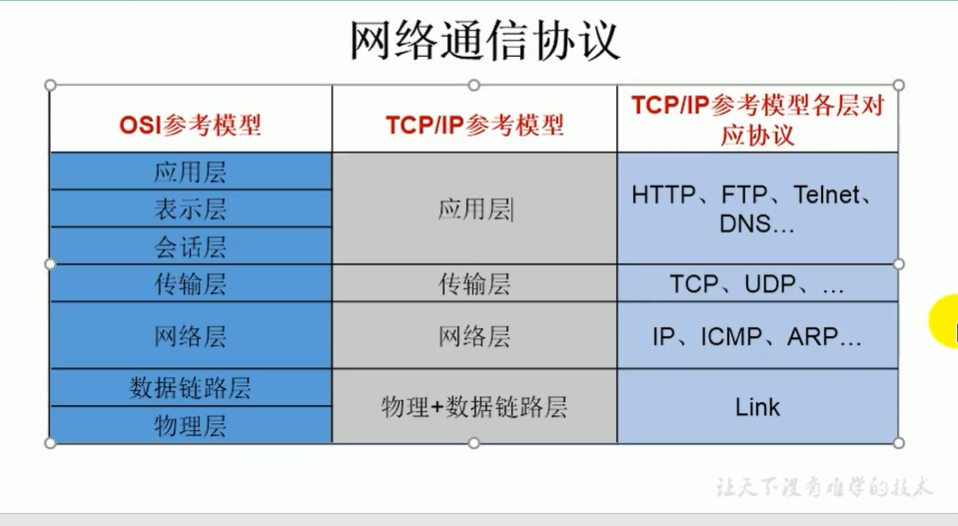 网络通信协议
OSI参考模型
TCP/IP参考模型
TCP/IP参考模型各层对
应协议
应用层
表示层
会话层
应用层
HTTP、FTP、Telnet、
DNS…
传输层
传输层
TCP、UDP、…
网络层
网络层
IP、ICMP、ARP…
数据链路层
物理层
物理+数据链路层
Link
让天下没有难学的技术